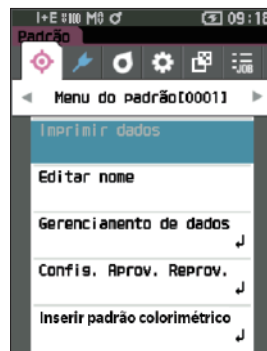 I+E M0 09:18
Padrão
JOB
Menu do padrão[0001]
Imprimir dados
Editar nome
Gerenciamento de dados
Config. Aprov. Reprov.
Inserir padrão colorimétrico